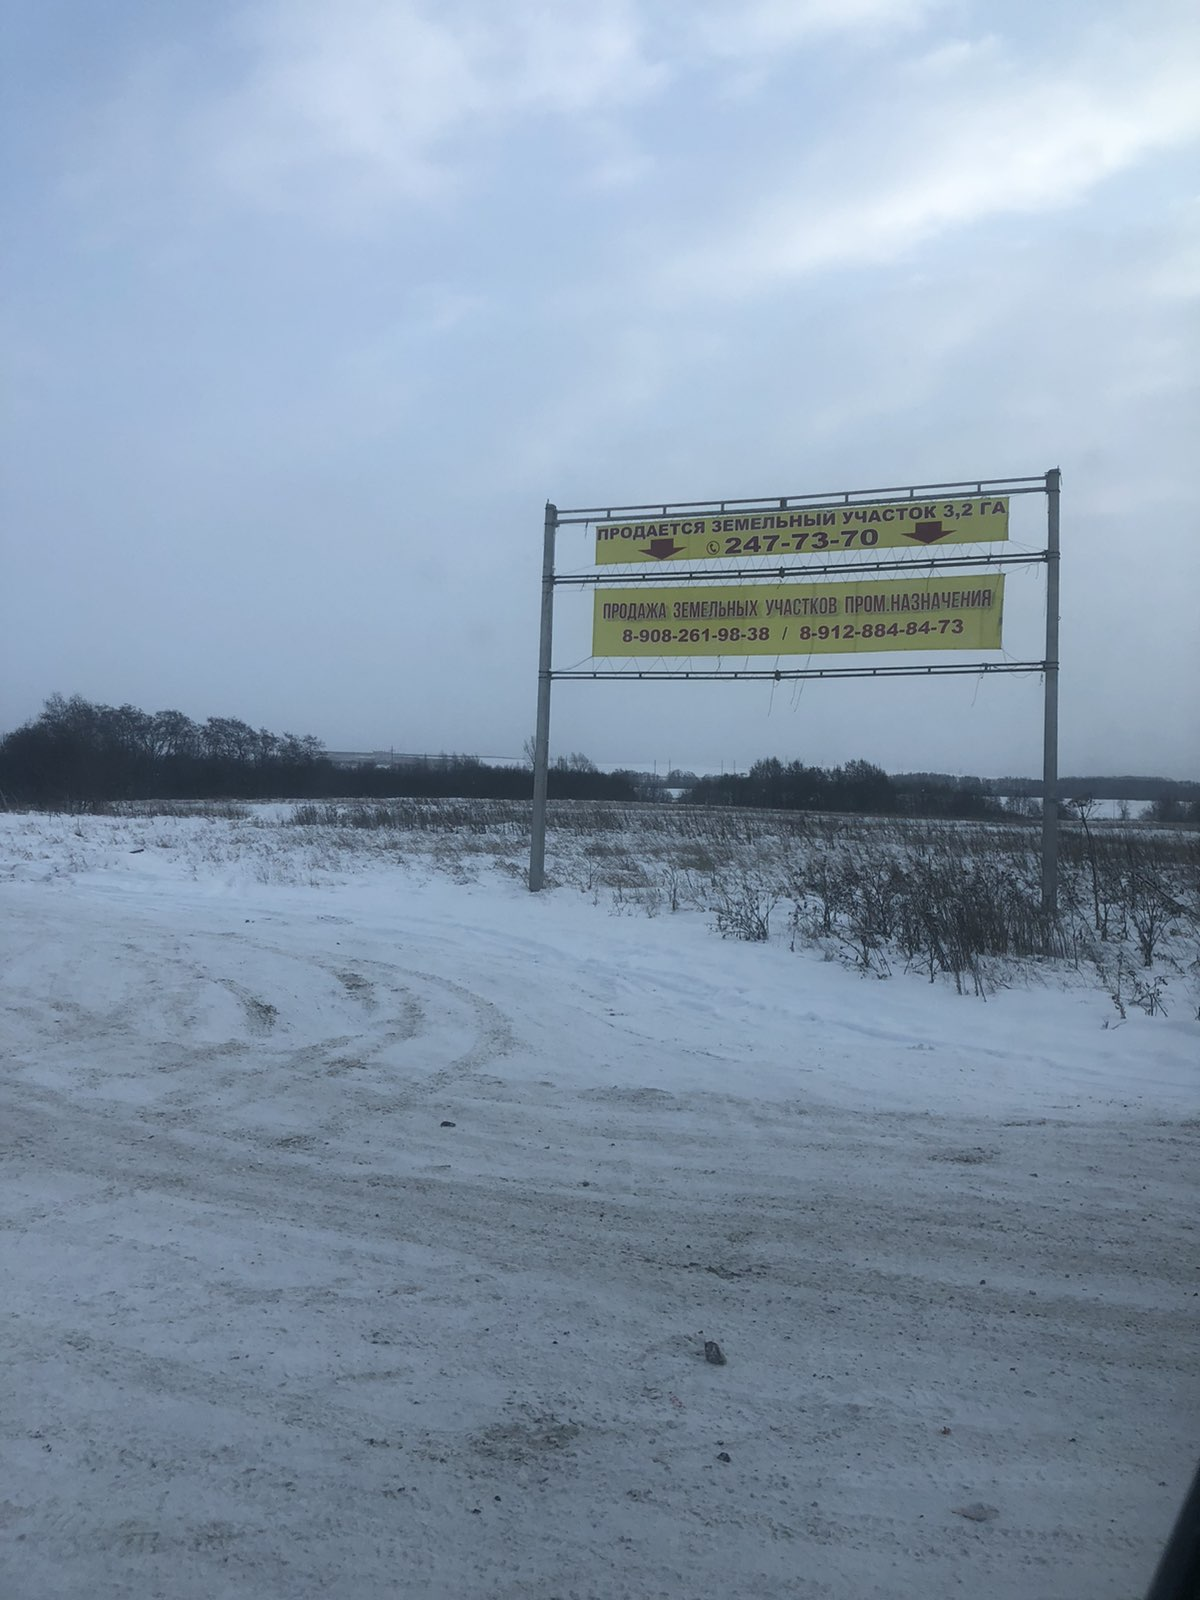 ПРОДАЕТСЯ ЗЕМЕЛЬНЫЙ УЧАСТОК 3,2 ГА
247-73-70
ПРОДАЖА ЗЕМЕЛЬНЫХ УЧАСТКОВ ПРОМ.НАЗНАЧЕНИЯ
8-908-261-98-38 / 8-912-884-84-73